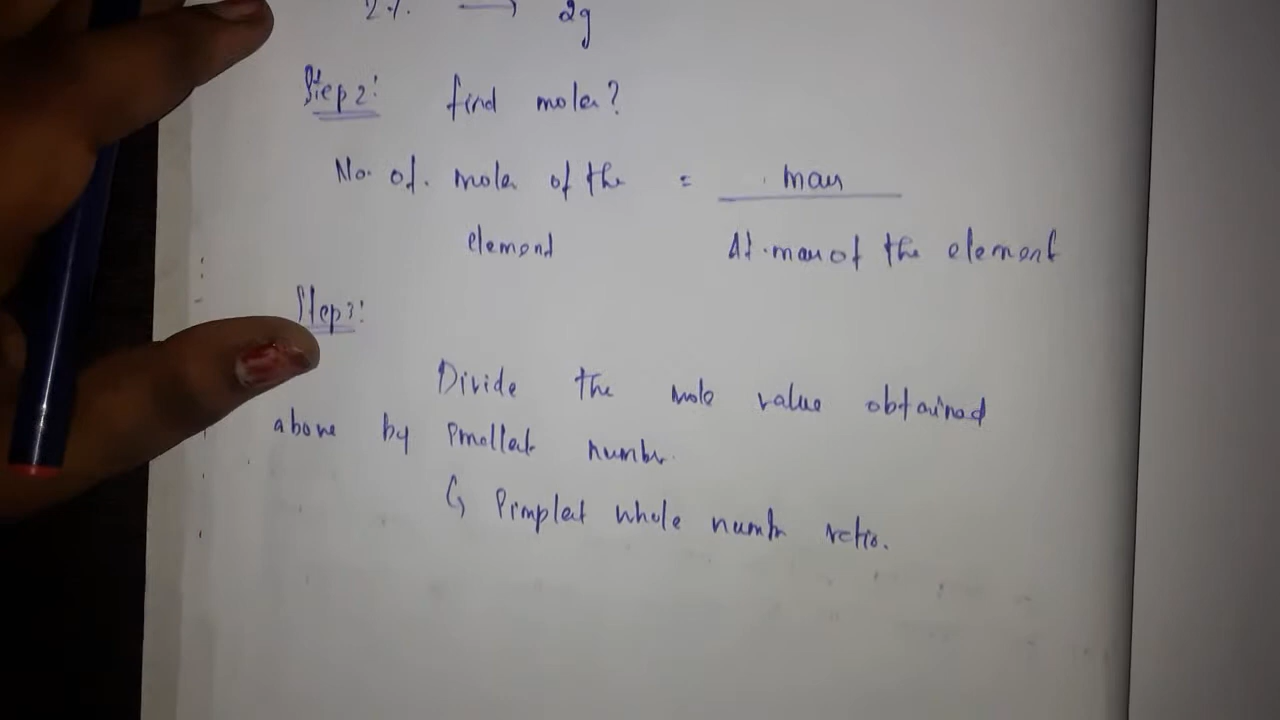 2%. → 2g
Step 2: find moles?
No. of. moles of the = mass
element At. mass of the element
Step 3:
Divide the mole value obtained
above by smallest number.
↳ simplest whole number ratio.